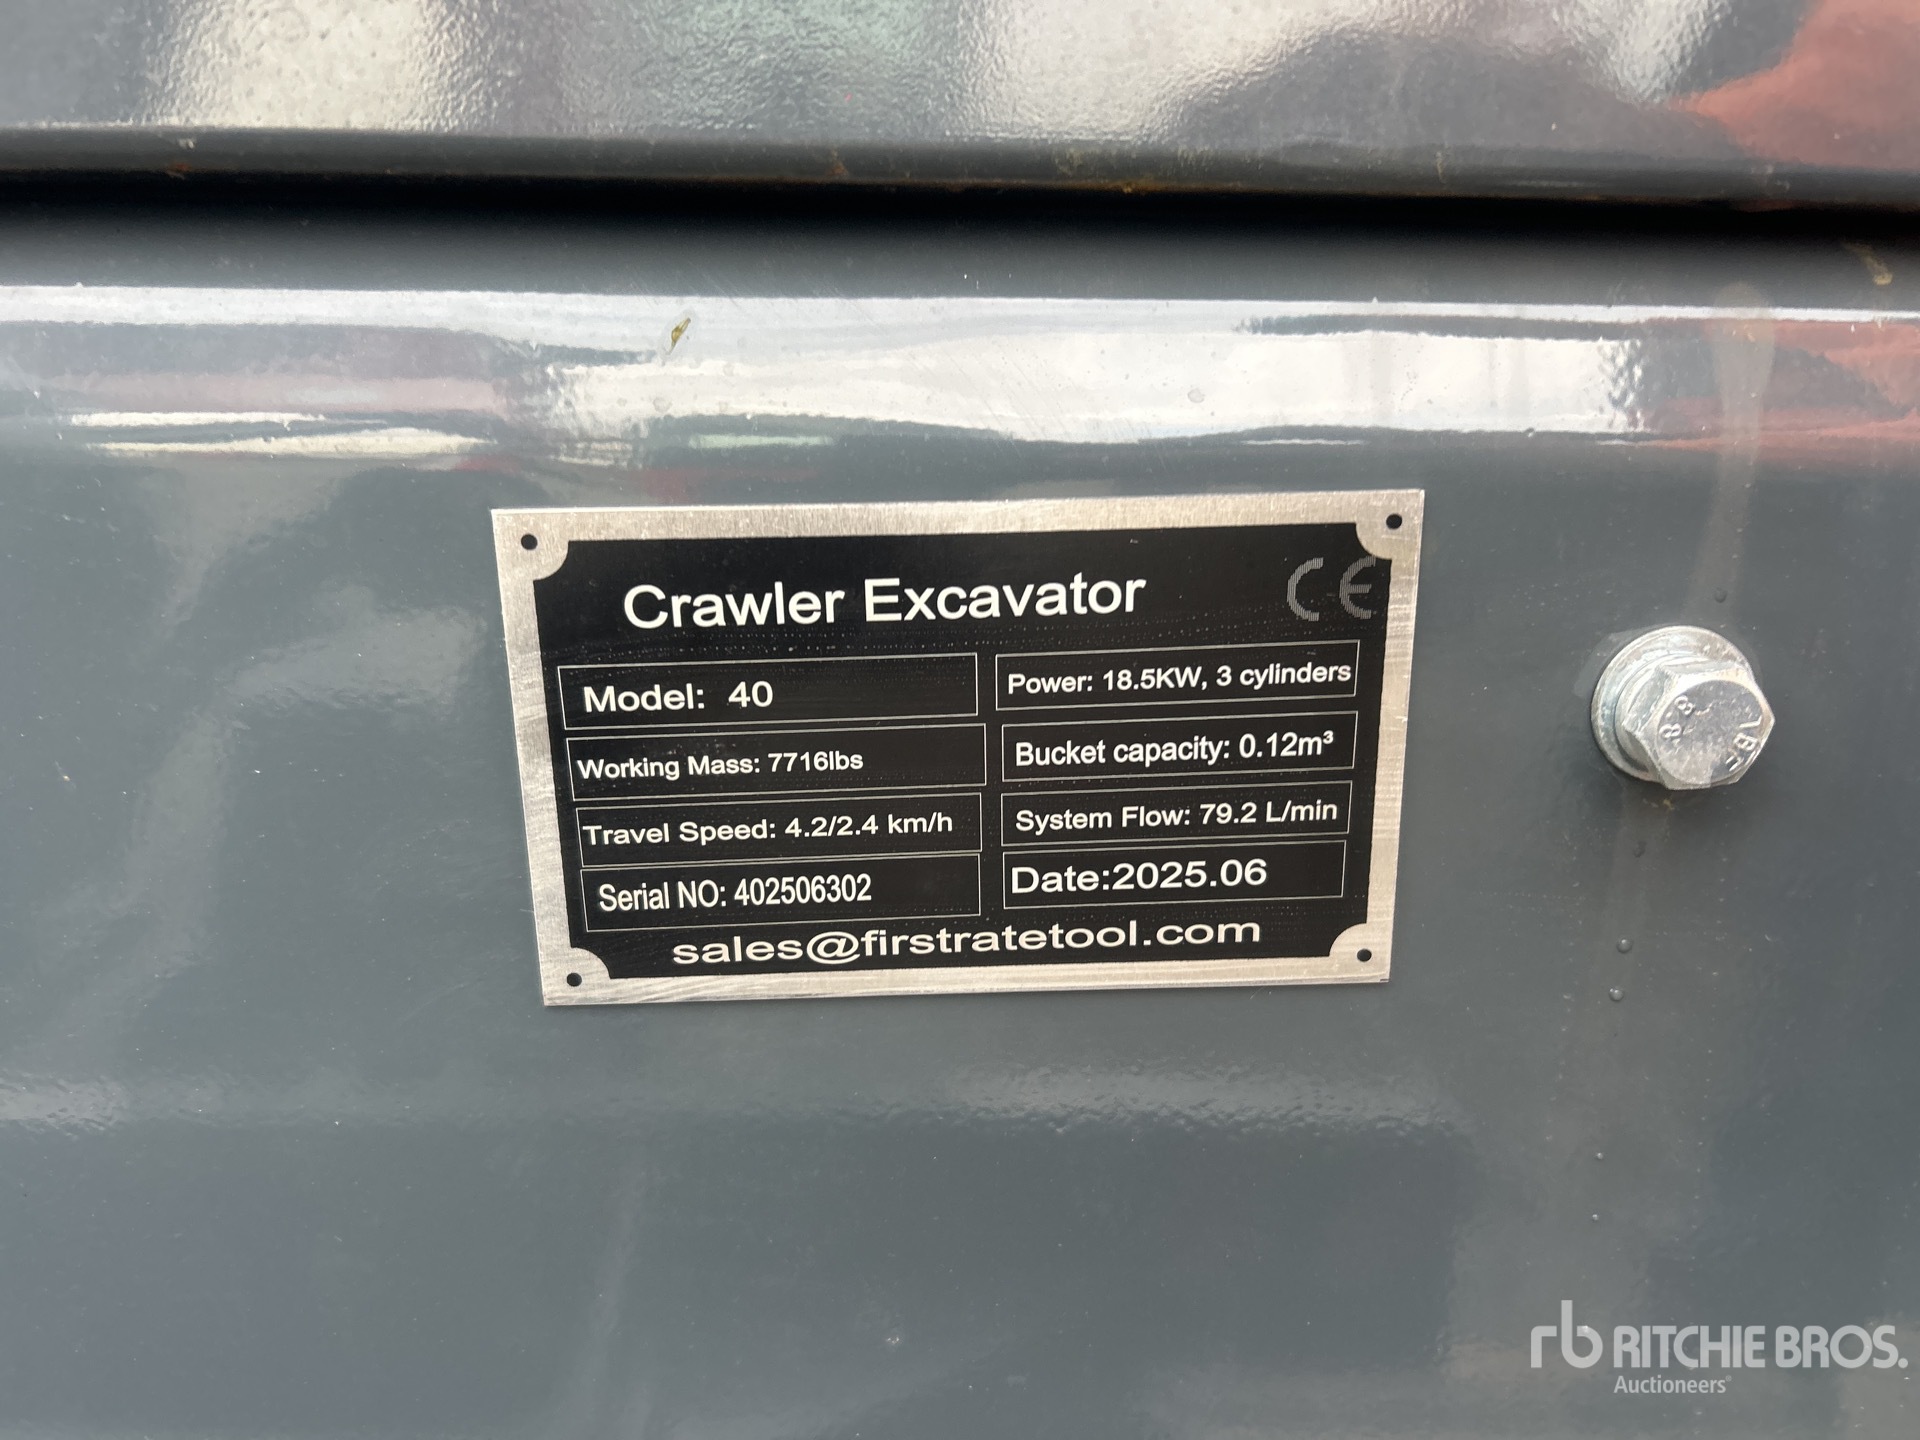 Crawler Excavator CE
Model: 40
Power: 18.5KW, 3 cylinders
Working Mass: 7716lbs
Bucket capacity: 0.12m³
Travel Speed: 4.2/2.4 km/h
System Flow: 79.2 L/min
Serial NO: 402506302
Date:2025.06
sales@firstratetool.com
8.8
rb RITCHIE BROS.
Auctioneers